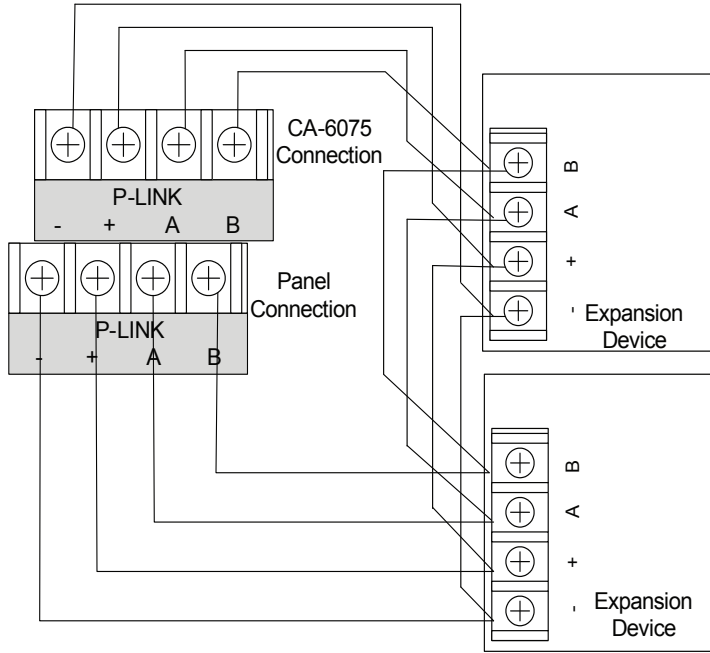 CA-6075
Connection
P-LINK
- + A B
Panel
Connection
P-LINK
- + A B
B
A
+
-
Expansion
Device
B
A
+
-
Expansion
Device